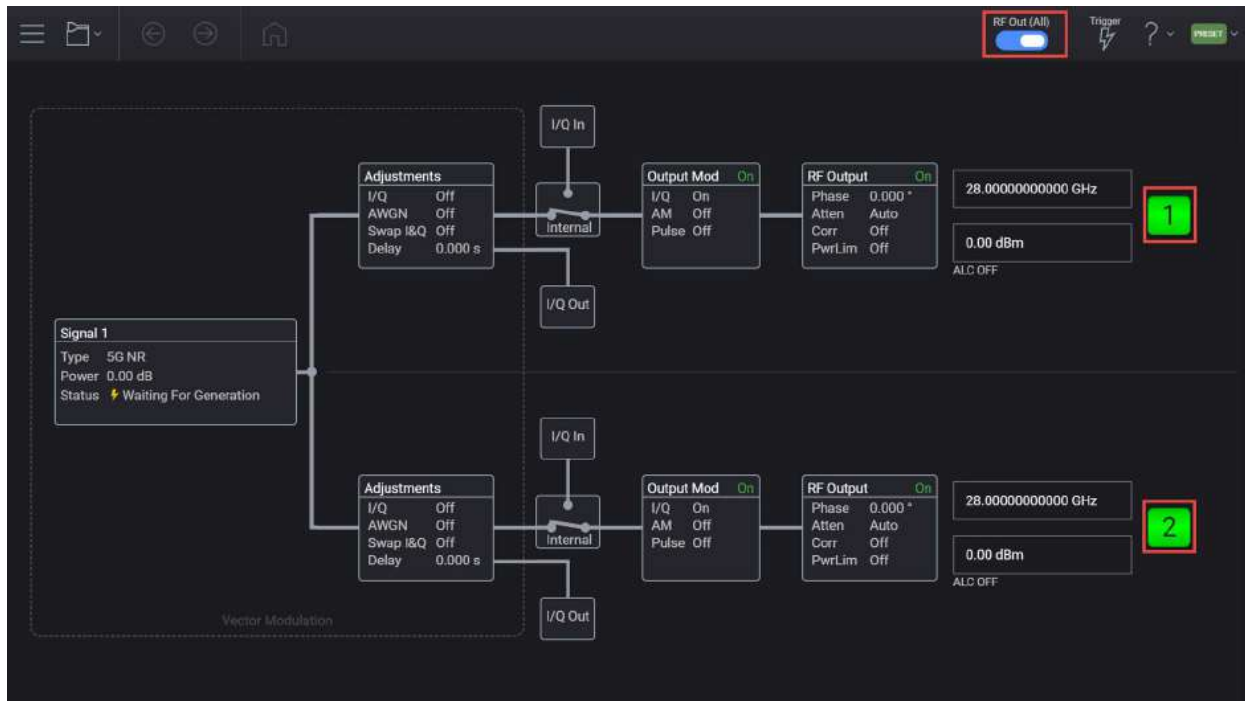 RF Out (All)
Trigger
?
PRESET
I/Q In
Adjustments
I/Q Off
AWGN Off
Swap I&Q Off
Delay 0.000 s
Internal
Output Mod On
I/Q On
AM Off
Pulse Off
RF Output On
Phase 0.000 °
Atten Auto
Corr Off
PwrLim Off
28.00000000000 GHz
0.00 dBm
ALC OFF
1
I/Q Out
Signal 1
Type 5G NR
Power 0.00 dB
Status Waiting For Generation
I/Q In
Adjustments
I/Q Off
AWGN Off
Swap I&Q Off
Delay 0.000 s
Internal
Output Mod On
I/Q On
AM Off
Pulse Off
RF Output On
Phase 0.000 °
Atten Auto
Corr Off
PwrLim Off
28.00000000000 GHz
0.00 dBm
ALC OFF
2
I/Q Out
Vector Modulation